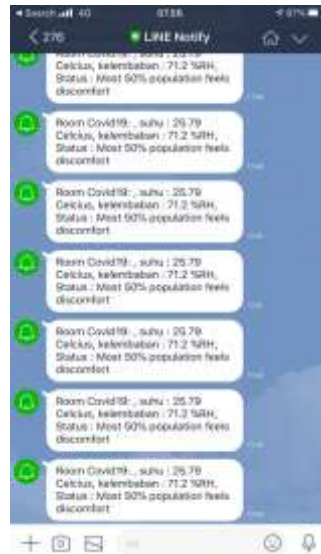 Search 4G 07.58 97%
< 276 LINE Notify
Room Covid19: , suhu : 25.79
Celcius, kelembaban : 71.2 %RH,
Status : Most 50% population feels
discomfort
Room Covid19: , suhu : 25.79
Celcius, kelembaban : 71.2 %RH,
Status : Most 50% population feels
discomfort
Room Covid19: , suhu : 25.79
Celcius, kelembaban : 71.2 %RH,
Status : Most 50% population feels
discomfort
Room Covid19: , suhu : 25.79
Celcius, kelembaban : 71.2 %RH,
Status : Most 50% population feels
discomfort
Room Covid19: , suhu : 25.79
Celcius, kelembaban : 71.2 %RH,
Status : Most 50% population feels
discomfort
Room Covid19: , suhu : 25.79
Celcius, kelembaban : 71.2 %RH,
Status : Most 50% population feels
discomfort
Room Covid19: , suhu : 25.79
Celcius, kelembaban : 71.2 %RH,
Status : Most 50% population feels
discomfort